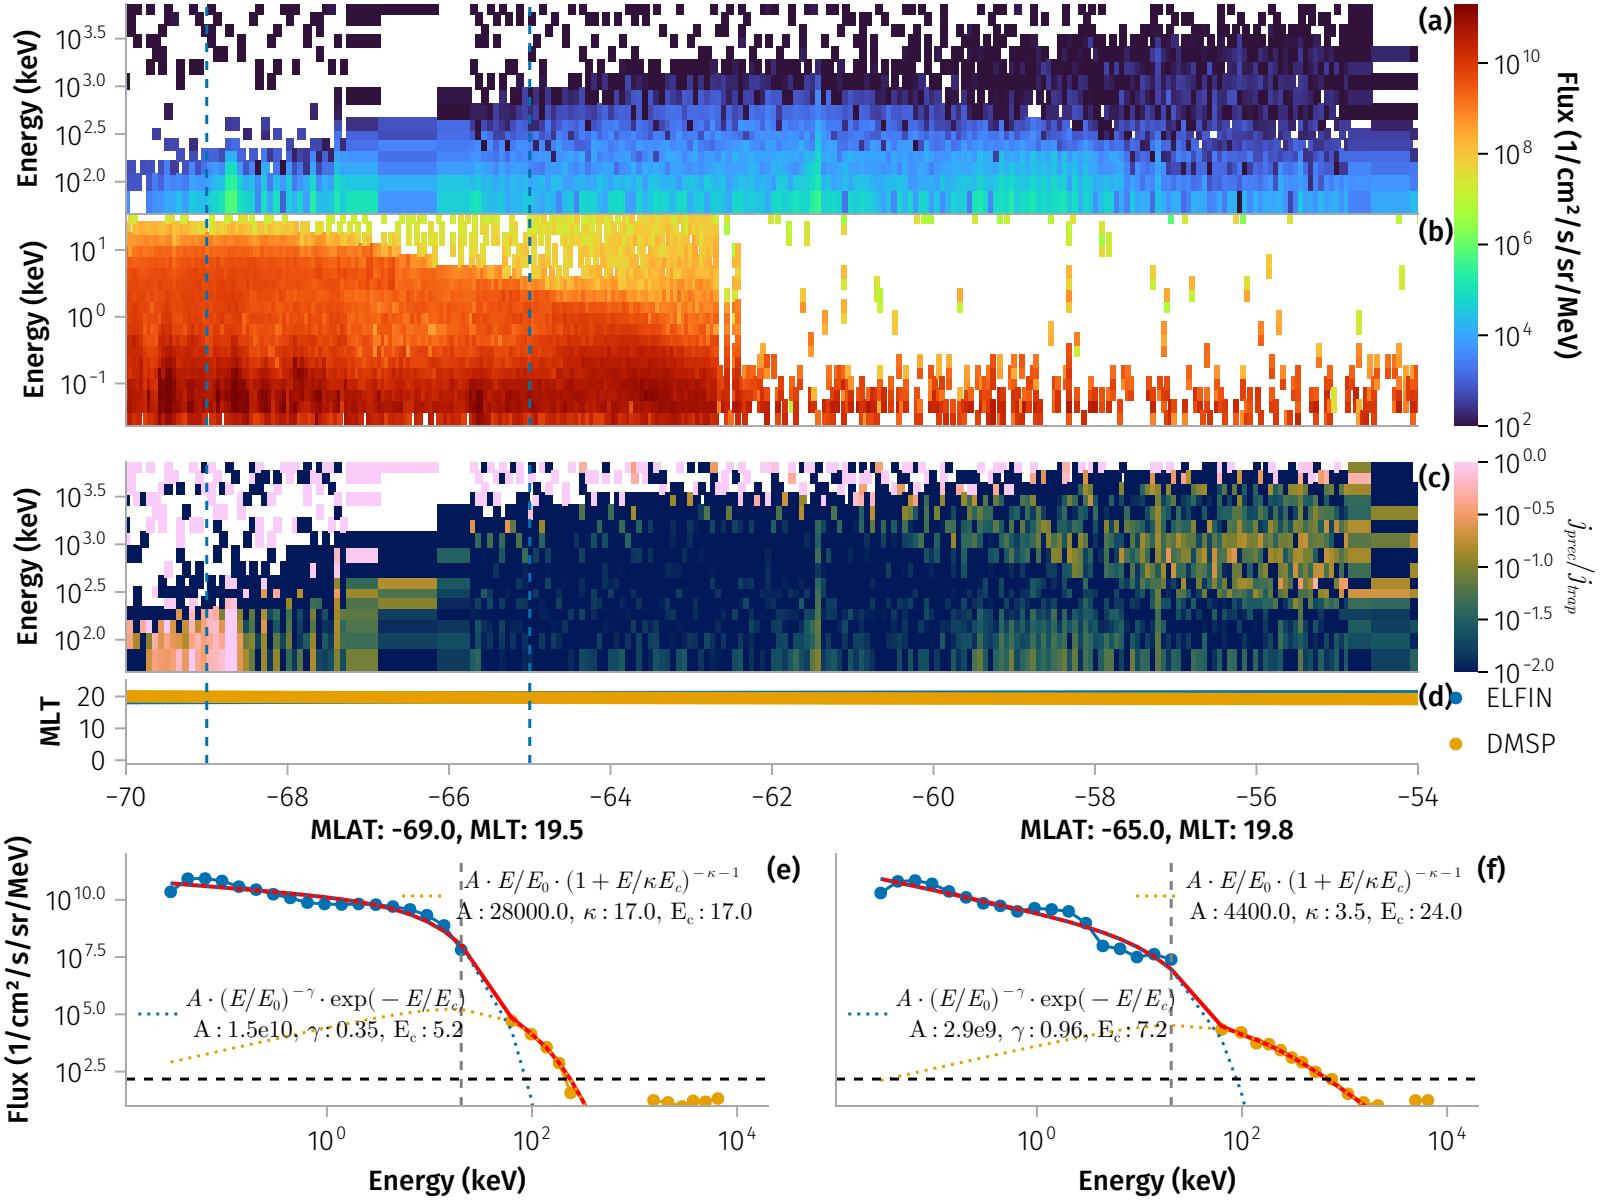 (a)
Energy (keV)
10^3.5
10^3.0
10^2.5
10^2.0
Flux (1/cm²/s/sr/MeV)
10^10
10^8
10^6
10^4
10^2
(b)
Energy (keV)
10^1
10^0
10^−1
(c)
Energy (keV)
10^3.5
10^3.0
10^2.5
10^2.0
j_prec/j_trap
10^0.0
10^−0.5
10^−1.0
10^−1.5
10^−2.0
(d)
MLT
20
10
0
ELFIN
DMSP
−70 −68 −66 −64 −62 −60 −58 −56 −54
MLAT: -69.0, MLT: 19.5
MLAT: -65.0, MLT: 19.8
(e)
Flux (1/cm²/s/sr/MeV)
10^10.0
10^7.5
10^5.0
10^2.5
A · E/E₀ · (1 + E/κE_c)^−κ−1
A : 28000.0, κ : 17.0, E_c : 17.0
A · (E/E₀)^−γ · exp(− E/E_c)
A : 1.5e10, γ : 0.35, E_c : 5.2
10^0 10^2 10^4
Energy (keV)
(f)
A · E/E₀ · (1 + E/κE_c)^−κ−1
A : 4400.0, κ : 3.5, E_c : 24.0
A · (E/E₀)^−γ · exp(− E/E_c)
A : 2.9e9, γ : 0.96, E_c : 7.2
10^0 10^2 10^4
Energy (keV)